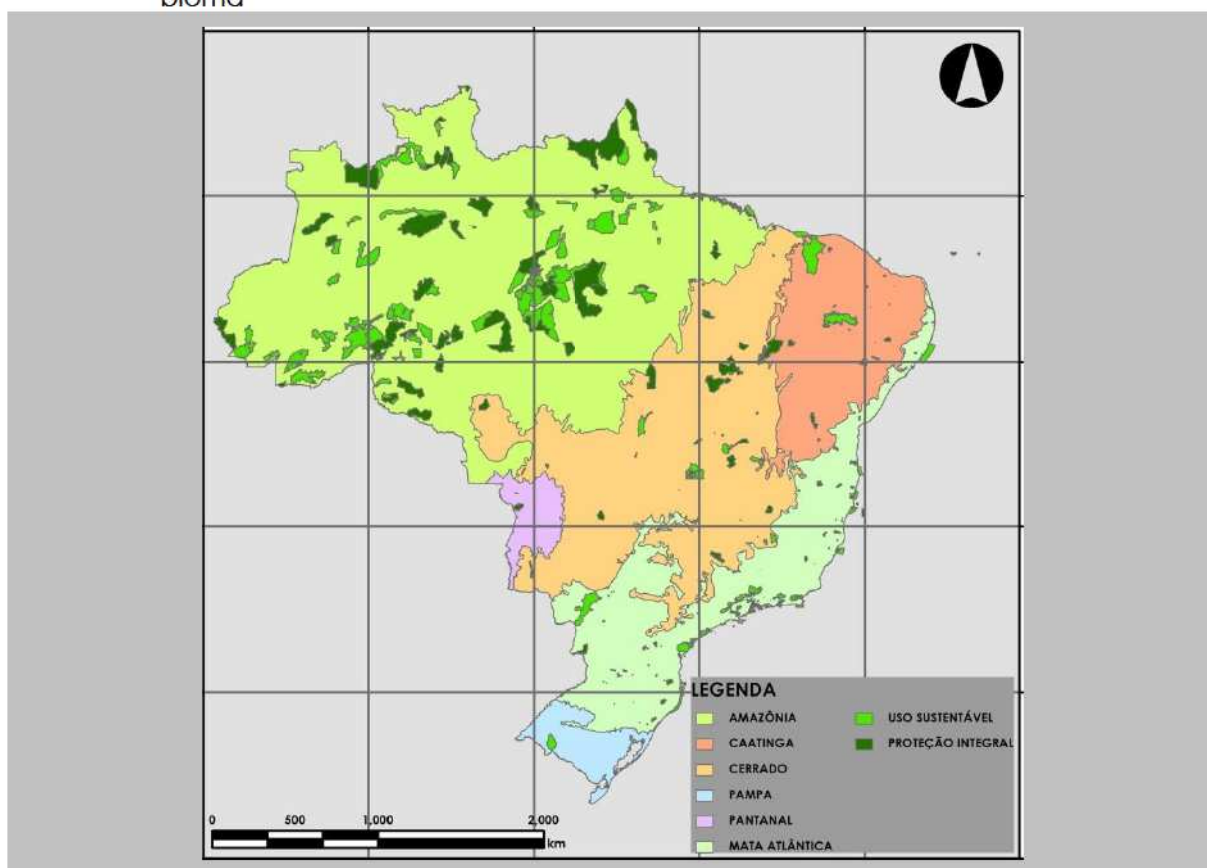 bioma
LEGENDA
AMAZÔNIA
USO SUSTENTÁVEL
CAATINGA
PROTEÇÃO INTEGRAL
CERRADO
PAMPA
PANTANAL
MATA ATLÂNTICA
0 500 1,000 2,000
km